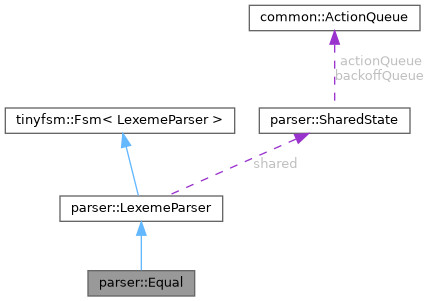 common::ActionQueue
actionQueue
backoffQueue
tinyfsm::Fsm< LexemeParser >
parser::SharedState
shared
parser::LexemeParser
parser::Equal